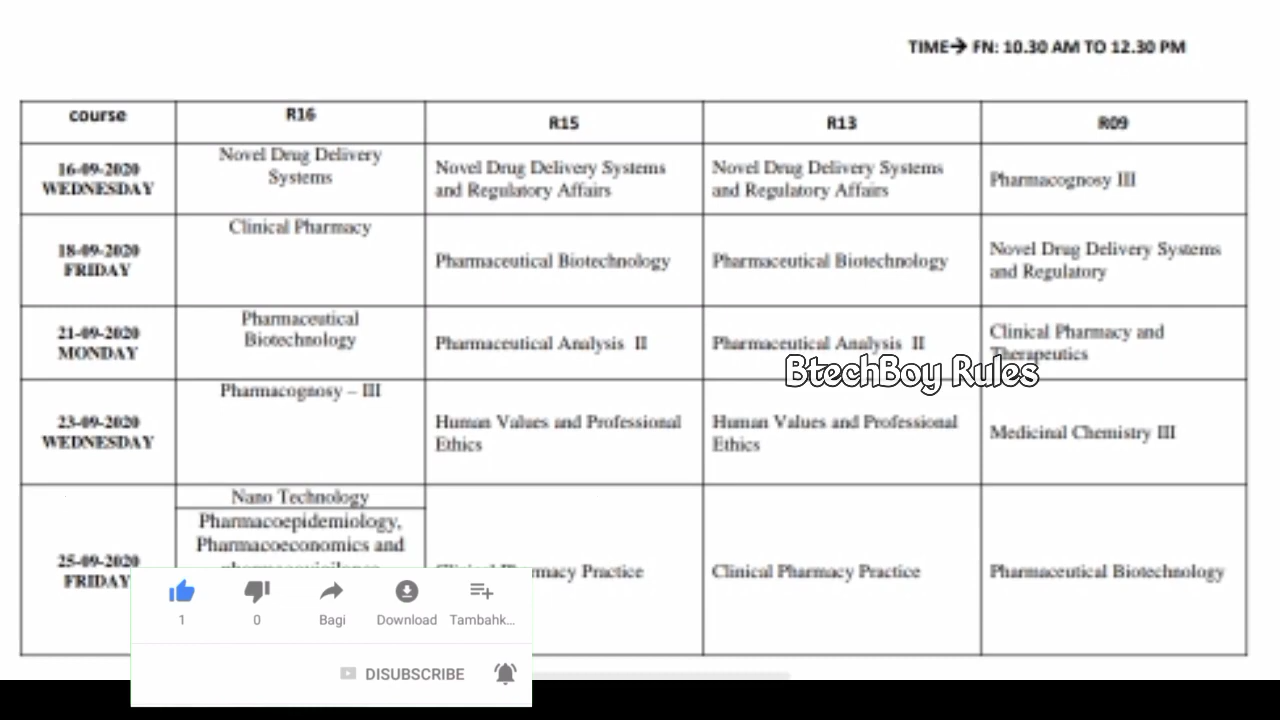 TIME→ FN: 10.30 AM TO 12.30 PM
course
R16
R15
R13
R09
16-09-2020
WEDNESDAY
Novel Drug Delivery
Systems
Novel Drug Delivery Systems
and Regulatory Affairs
Novel Drug Delivery Systems
and Regulatory Affairs
Pharmacognosy III
18-09-2020
FRIDAY
Clinical Pharmacy
Pharmaceutical Biotechnology
Pharmaceutical Biotechnology
Novel Drug Delivery Systems
and Regulatory
21-09-2020
MONDAY
Pharmaceutical
Biotechnology
Pharmaceutical Analysis II
Pharmaceutical Analysis II
Clinical Pharmacy and
Therapeutics
BtechBoy Rules
23-09-2020
WEDNESDAY
Pharmacognosy – III
Human Values and Professional
Ethics
Human Values and Professional
Ethics
Medicinal Chemistry III
25-09-2020
FRIDAY
Nano Technology
Pharmacoepidemiology,
Pharmacoeconomics and
Practice
Clinical Pharmacy Practice
Pharmaceutical Biotechnology
1
0
Bagi
Download
Tambahk...
DISUBSCRIBE